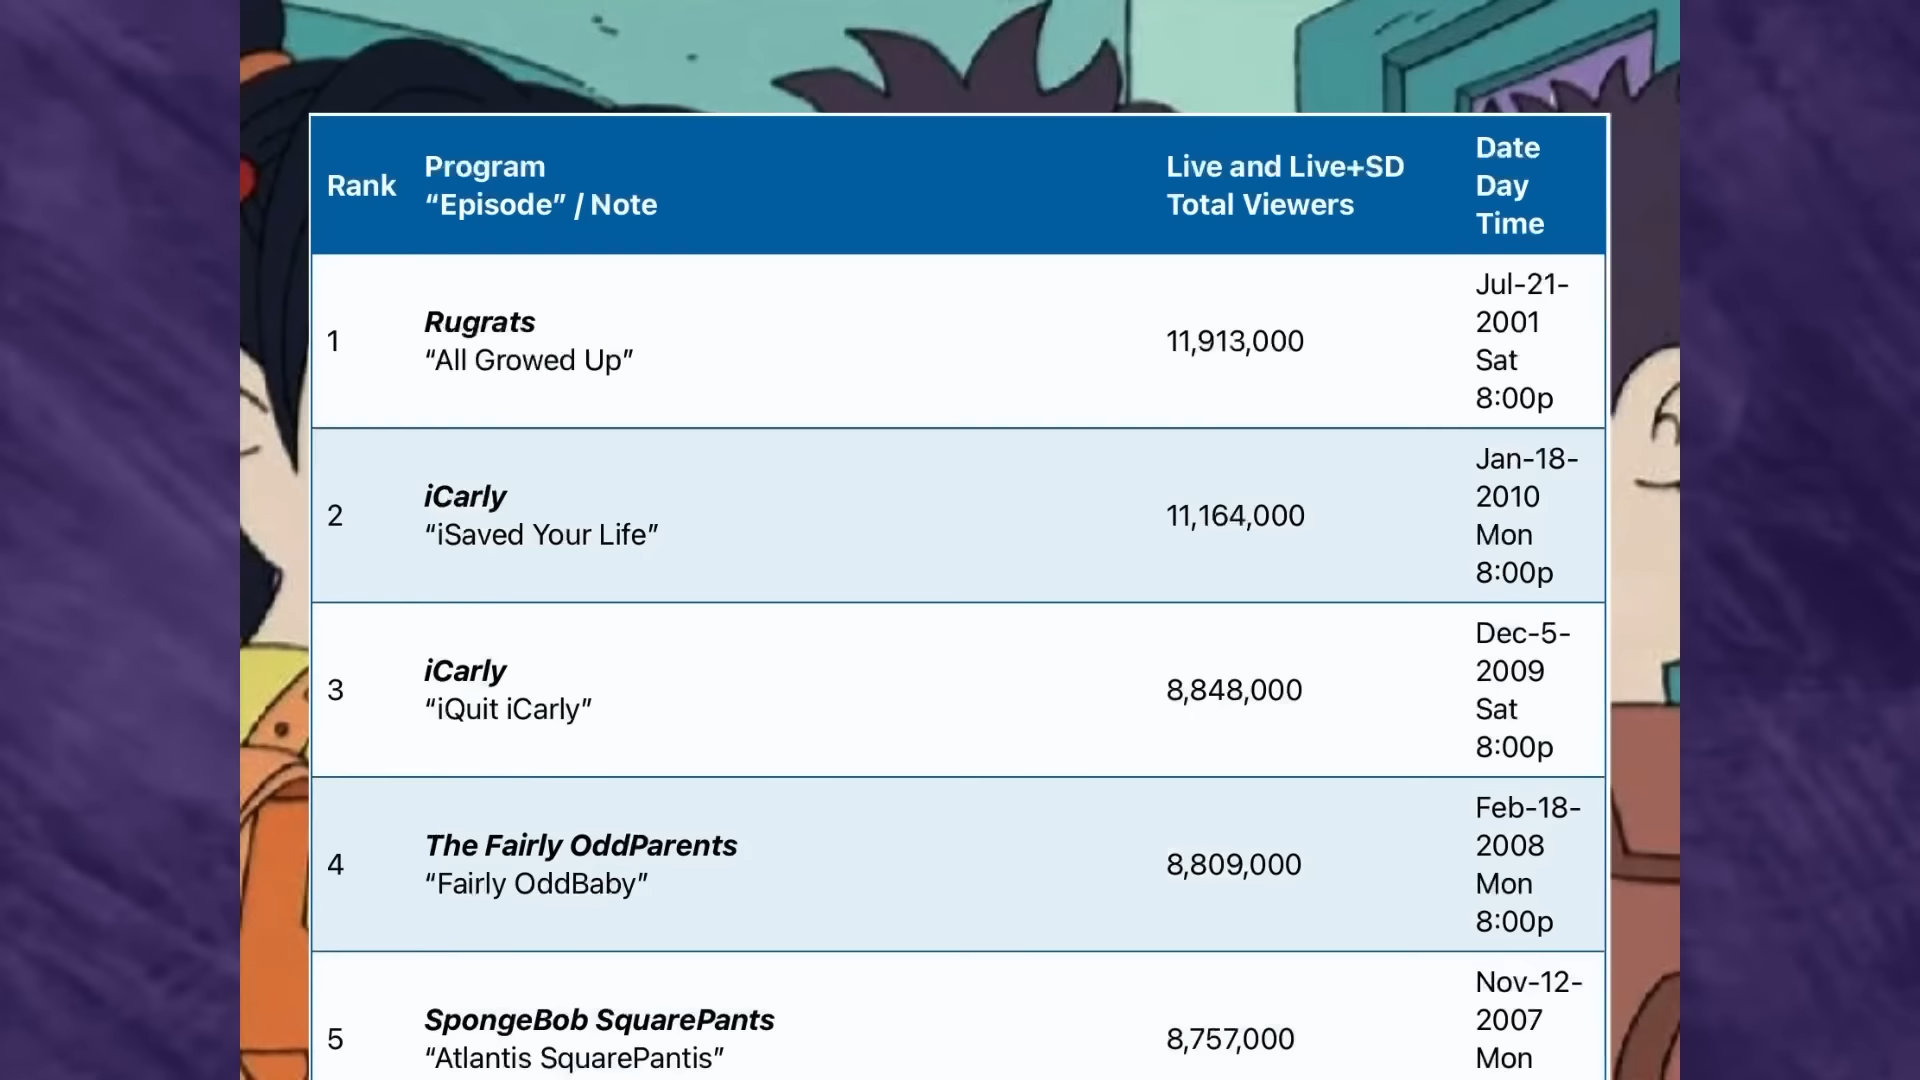 Rank
Program
“Episode” / Note
Live and Live+SD
Total Viewers
Date
Day
Time
1
Rugrats
“All Growed Up”
11,913,000
Jul-21-
2001
Sat
8:00p
2
iCarly
“iSaved Your Life”
11,164,000
Jan-18-
2010
Mon
8:00p
3
iCarly
“iQuit iCarly”
8,848,000
Dec-5-
2009
Sat
8:00p
4
The Fairly OddParents
“Fairly OddBaby”
8,809,000
Feb-18-
2008
Mon
8:00p
5
SpongeBob SquarePants
“Atlantis SquarePantis”
8,757,000
Nov-12-
2007
Mon